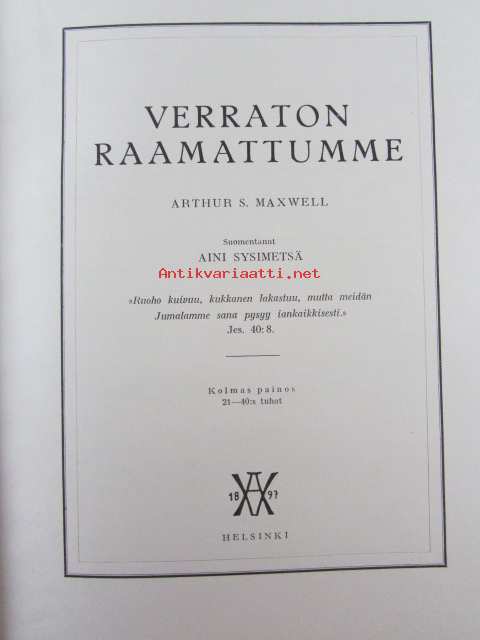 VERRATON
RAAMATTUMME
ARTHUR S. MAXWELL
Suomentanut
AINI SYSIMETSÄ
Antikvariaatti.net
»Ruoho kuivuu, kukkanen lakastuu, mutta meidän
Jumalamme sana pysyy iankaikkisesti.»
Jes. 40: 8.
Kolmas painos
21—40:s tuhat
18 97
HELSINKI